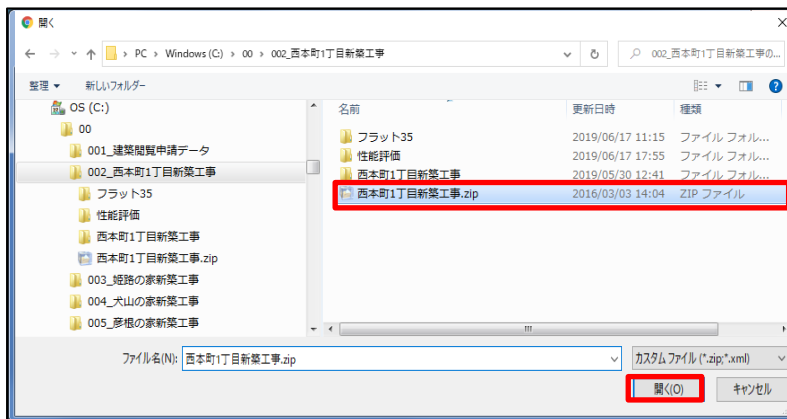 開く
PC › Windows (C:) › 00 › 002_西本町1丁目新築工事
002_西本町1丁目新築工事の...
整理 新しいフォルダー
OS (C:)
00
001_建築閲覧申請データ
002_西本町1丁目新築工事
フラット35
性能評価
西本町1丁目新築工事
西本町1丁目新築工事.zip
003_姫路の家新築工事
004_犬山の家新築工事
005_彦根の家新築工事
名前 更新日時 種類
フラット35 2019/06/17 11:15 ファイル フォル...
性能評価 2019/06/17 17:55 ファイル フォル...
西本町1丁目新築工事 2019/05/30 12:41 ファイル フォル...
西本町1丁目新築工事.zip 2016/03/03 14:04 ZIP ファイル
ファイル名(N): 西本町1丁目新築工事.zip カスタム ファイル (*.zip;*.xml)
開く(O) キャンセル